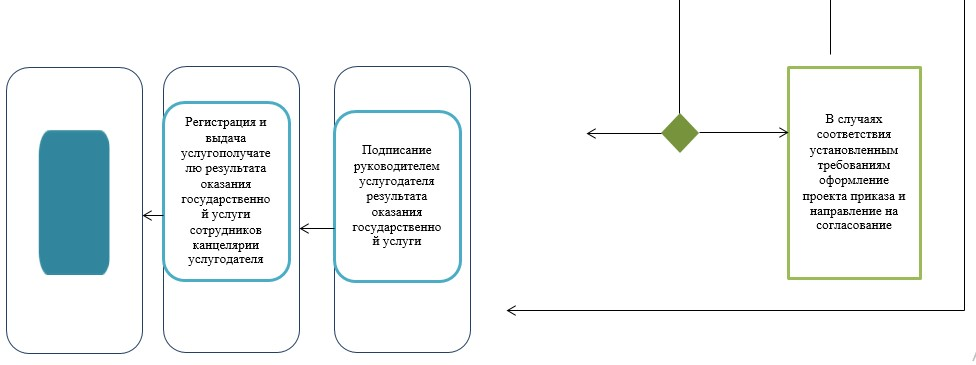 Регистрация и
выдача
услугополучате
лю результата
оказания
государственно
й услуги
сотрудников
канцелярии
услугодателя
Подписание
руководителем
услугодателя
результата
оказания
государственно
й услуги
В случаях
соответствия
установленным
требованиям
оформление
проекта приказа и
направление на
согласование